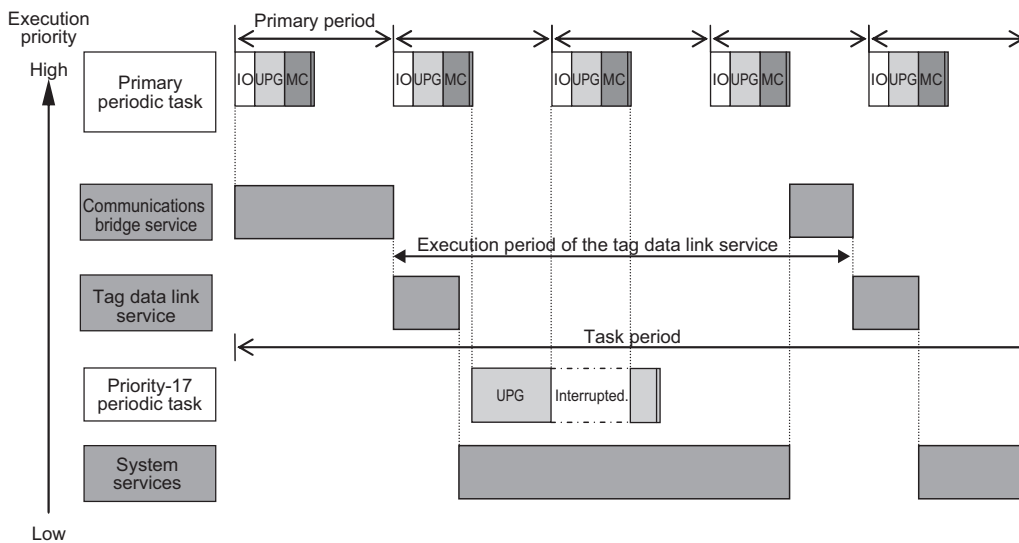 Execution
priority
High
Primary period
Primary
periodic task
IO UPG MC
IO UPG MC
IO UPG MC
IO UPG MC
IO UPG MC
Communications
bridge service
Execution period of the tag data link service
Tag data link
service
Task period
Priority-17
periodic task
UPG
Interrupted.
System
services
Low